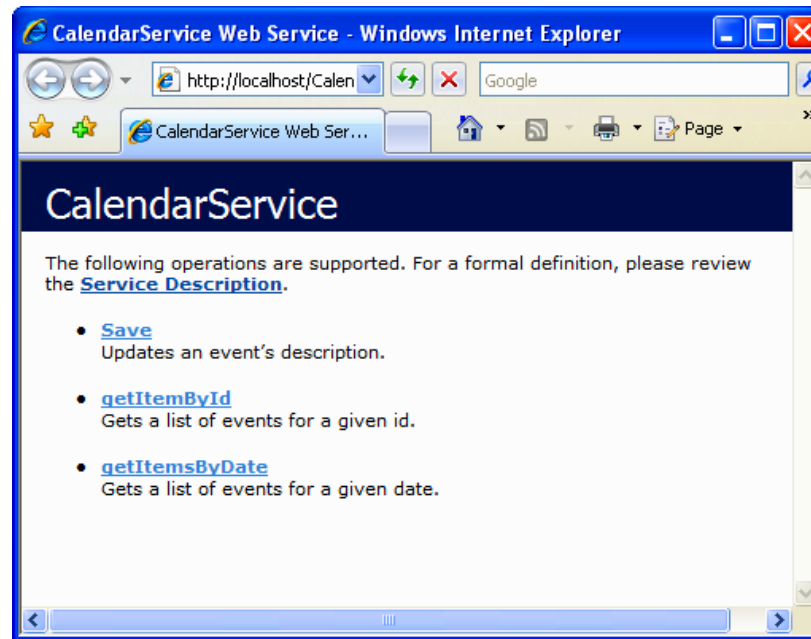 CalendarService Web Service - Windows Internet Explorer
http://localhost/Calen
Google
CalendarService Web Ser...
Page
»
CalendarService
The following operations are supported. For a formal definition, please review
the Service Description.
• Save
Updates an event’s description.
• getItemById
Gets a list of events for a given id.
• getItemsByDate
Gets a list of events for a given date.